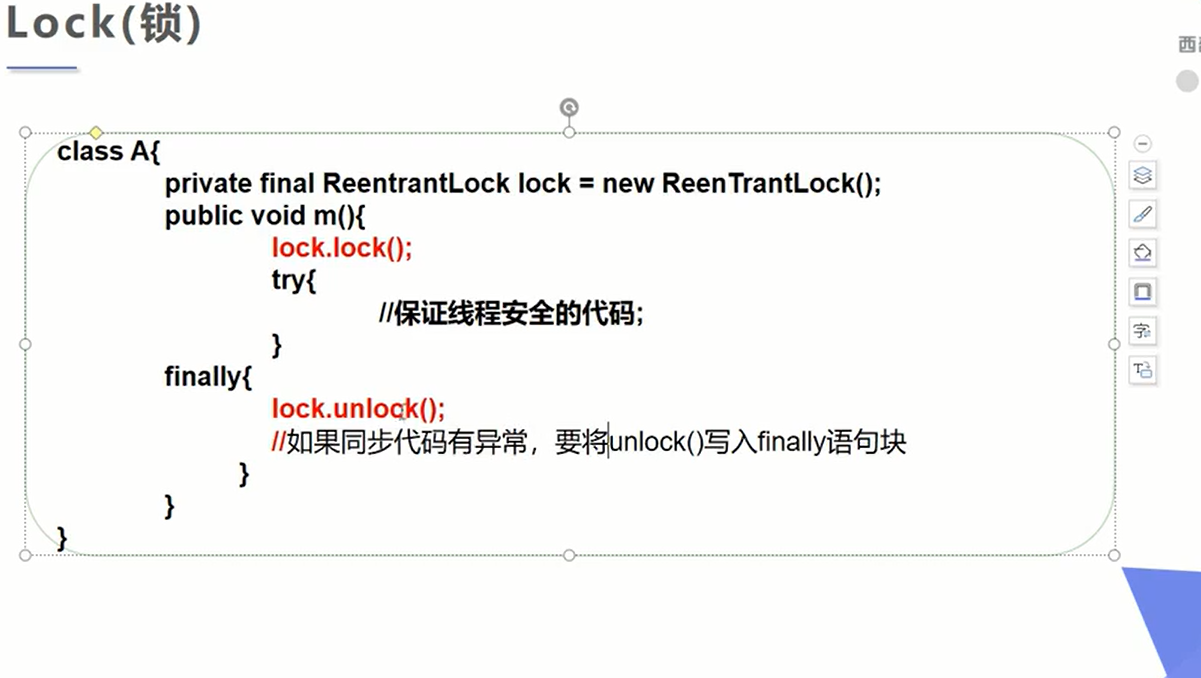 Lock(锁)
西
class A{
private final ReentrantLock lock = new ReenTrantLock();
public void m(){
lock.lock();
try{
//保证线程安全的代码;
}
finally{
lock.unlock();
//如果同步代码有异常，要将unlock()写入finally语句块
}
}
}